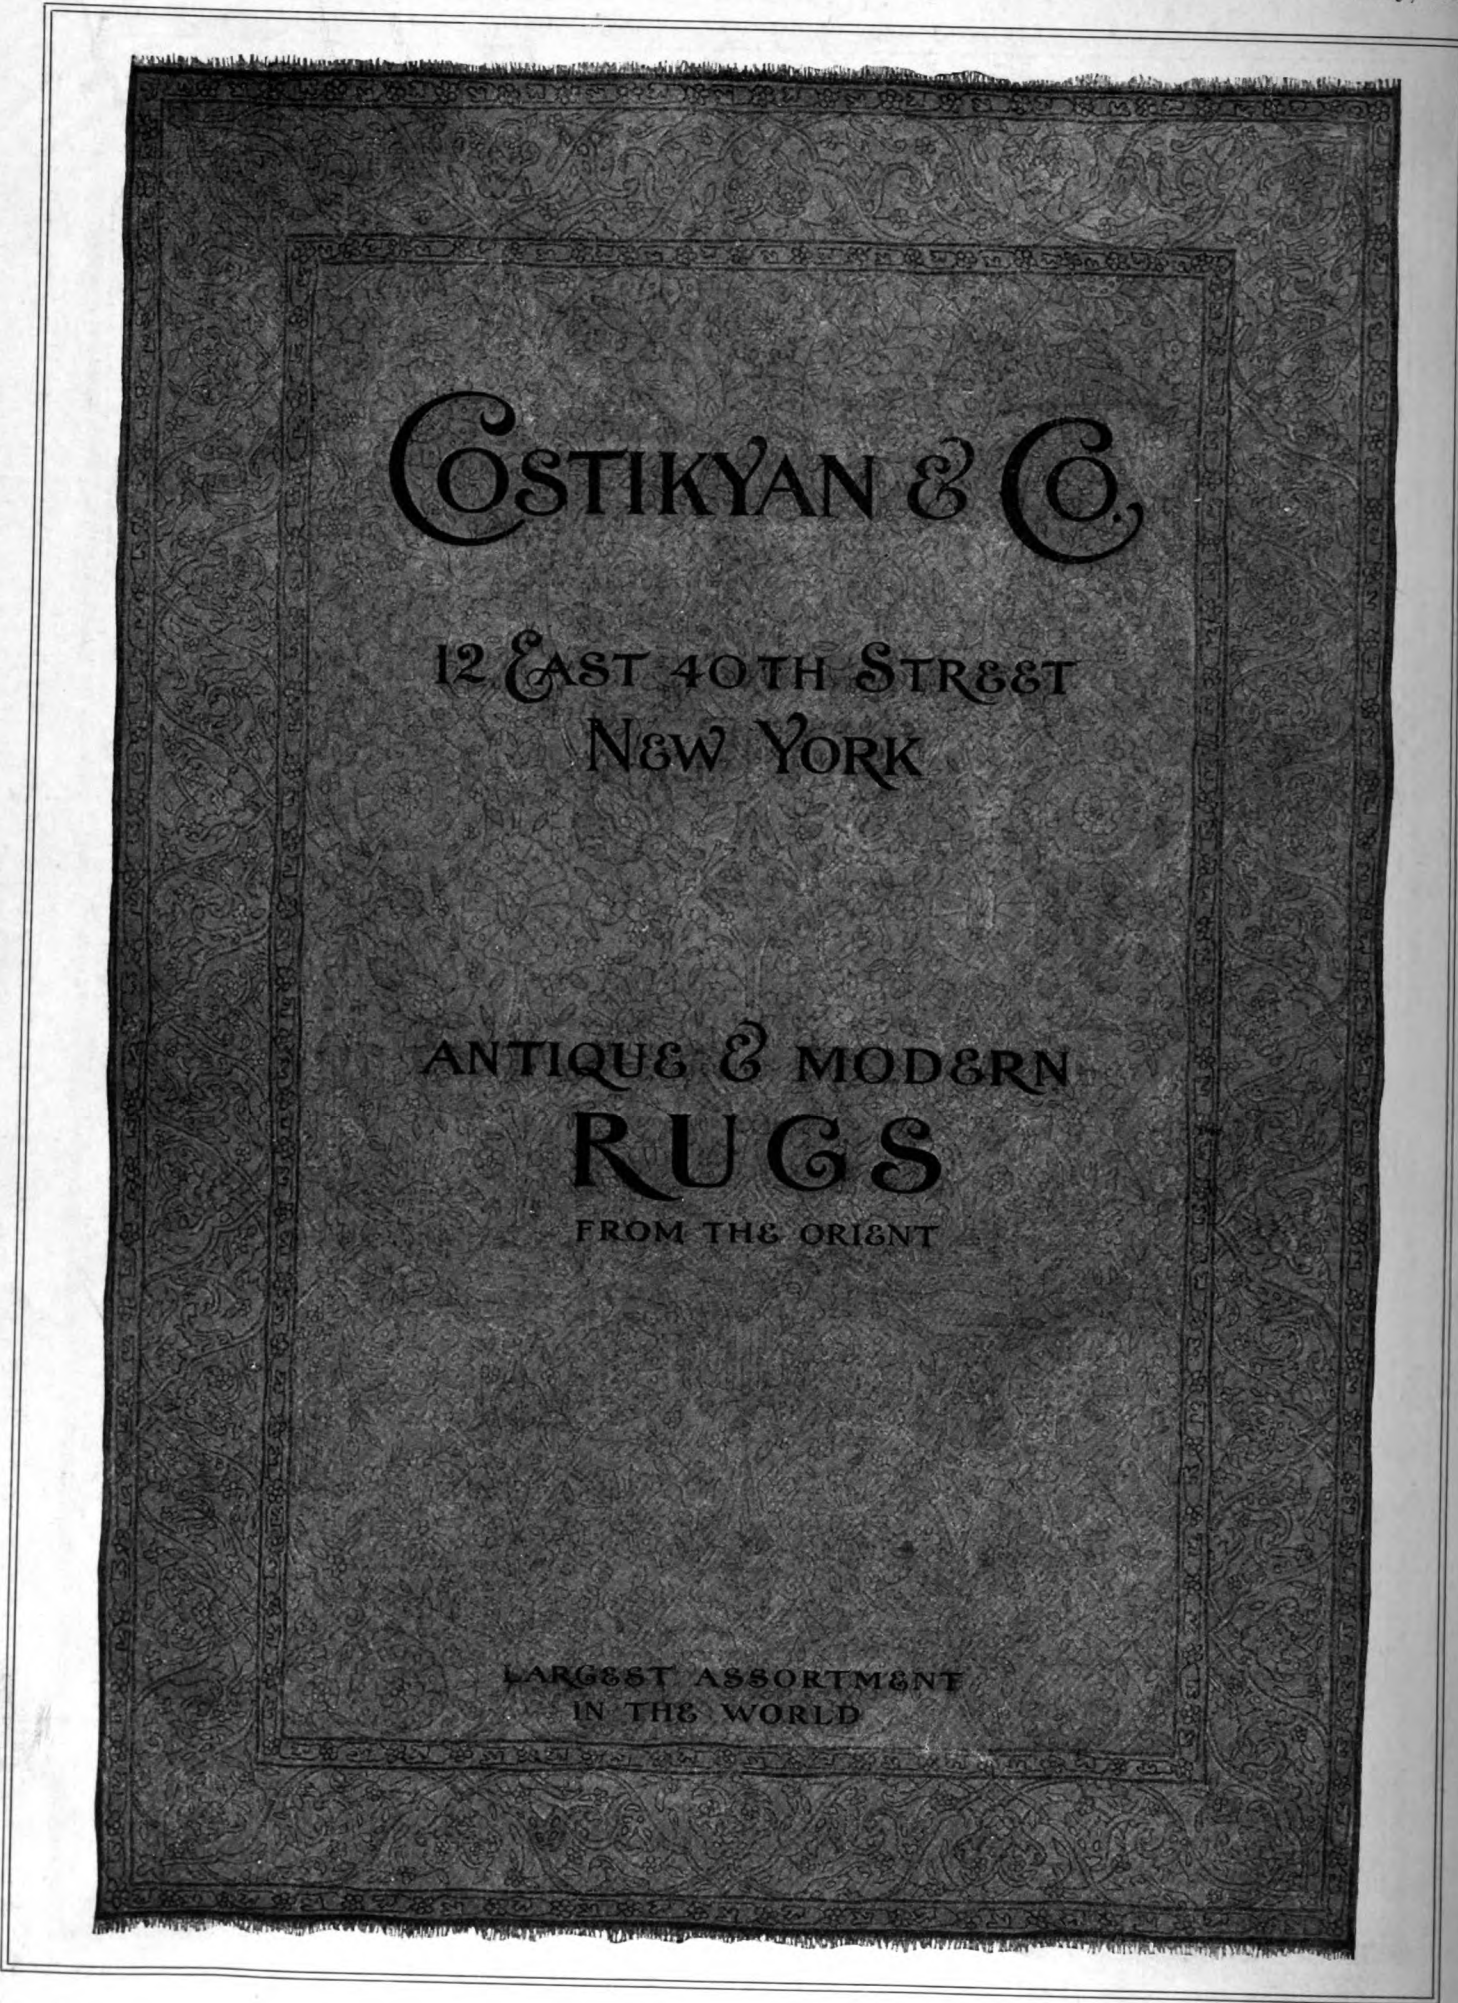 COSTIKYAN & CO.
12 EAST 40TH STREET
NEW YORK
ANTIQUE & MODERN
RUGS
FROM THE ORIENT
LARGEST ASSORTMENT
IN THE WORLD